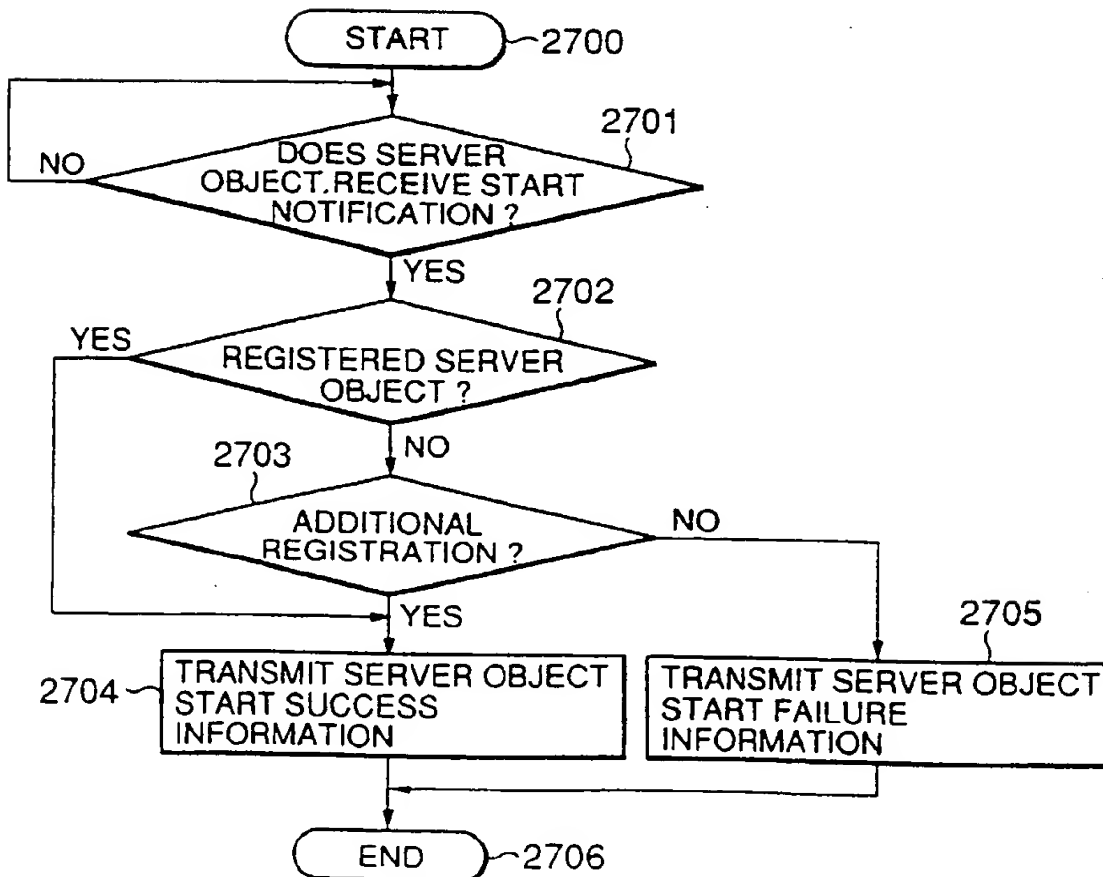 START
2700
2701
NO
DOES SERVER
OBJECT.RECEIVE START
NOTIFICATION ?
YES
2702
YES
REGISTERED SERVER
OBJECT ?
NO
2703
ADDITIONAL
REGISTRATION ?
NO
YES
2704
TRANSMIT SERVER OBJECT
START SUCCESS
INFORMATION
2705
TRANSMIT SERVER OBJECT
START FAILURE
INFORMATION
END
2706